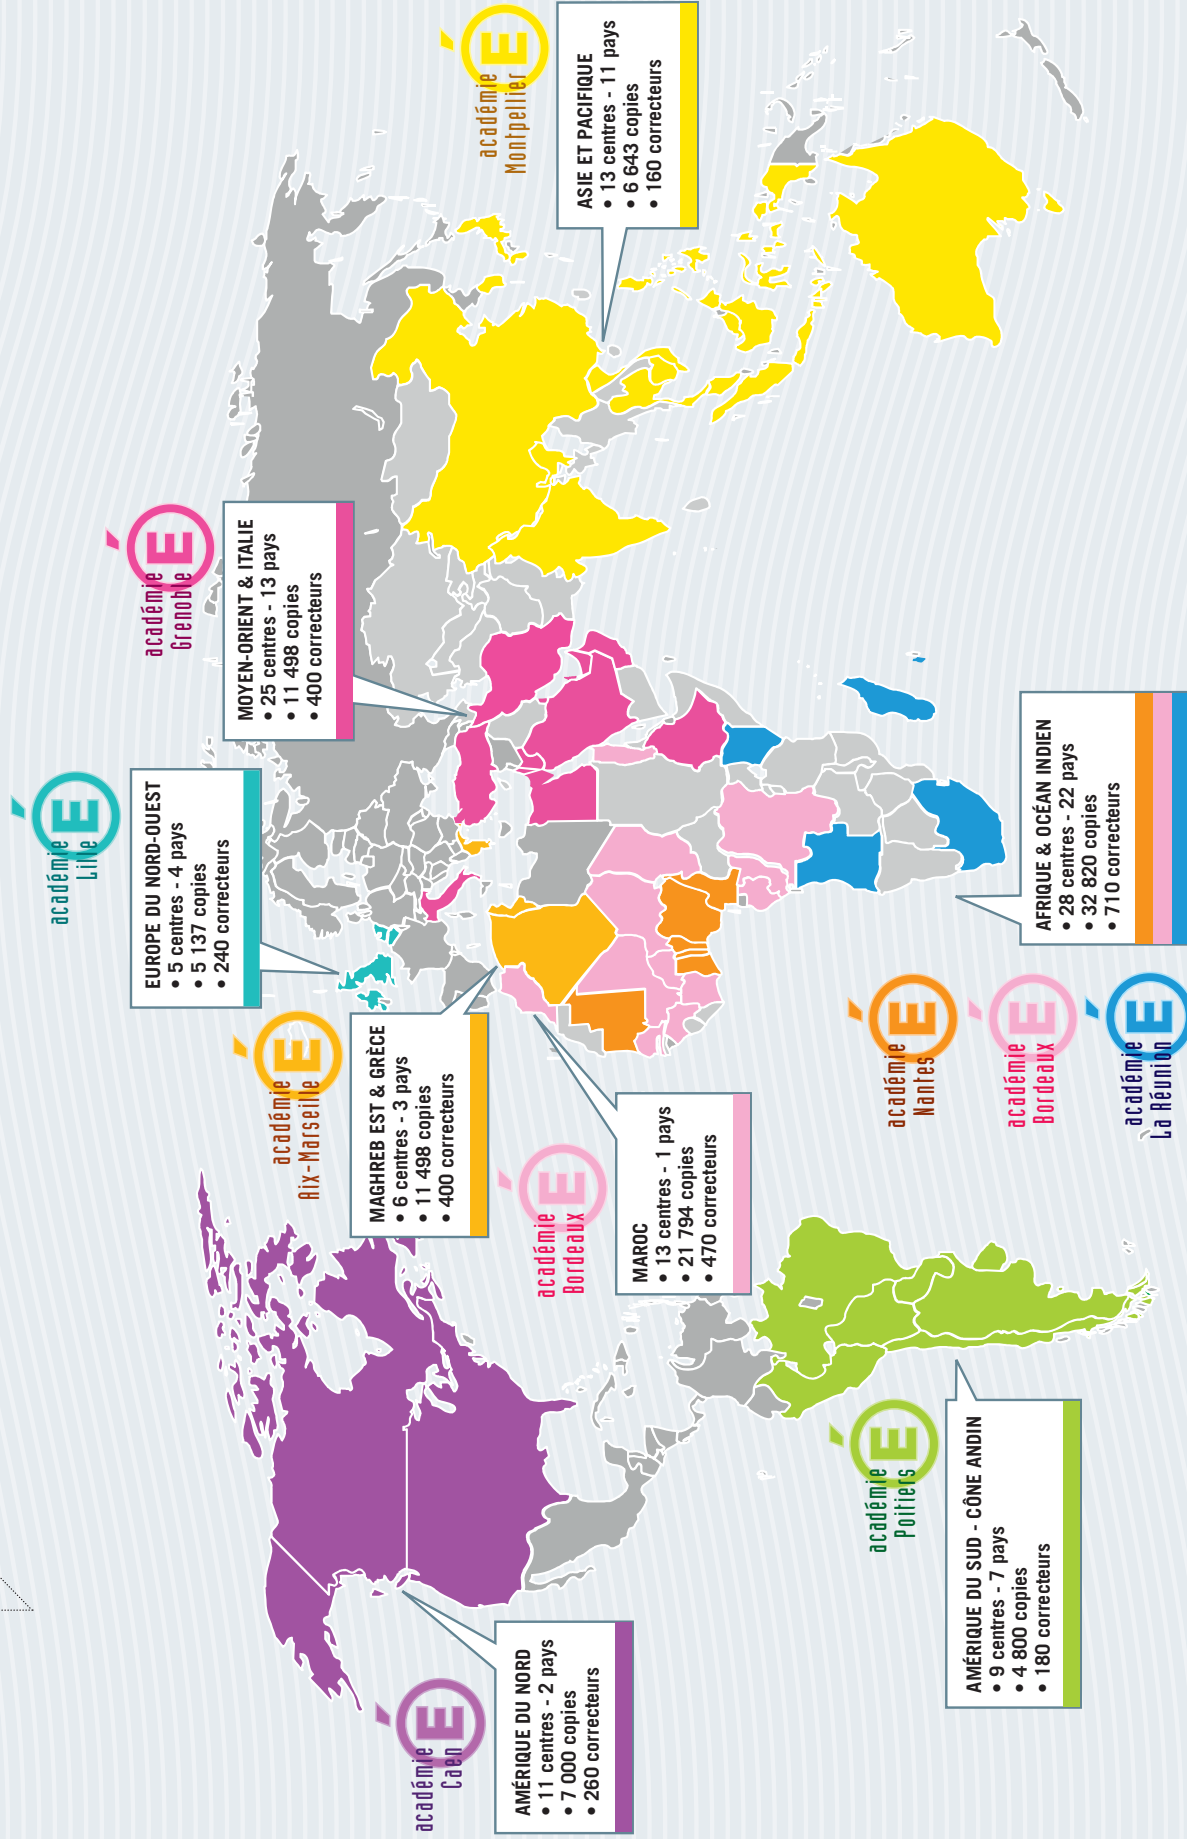 académie
Lille
EUROPE DU NORD-OUEST
• 5 centres - 4 pays
• 5 137 copies
• 240 correcteurs
académie
Grenoble
MOYEN-ORIENT & ITALIE
• 25 centres - 13 pays
• 11 498 copies
• 400 correcteurs
académie
Montpellier
ASIE ET PACIFIQUE
• 13 centres - 11 pays
• 6 643 copies
• 160 correcteurs
académie
Aix-Marseille
MAGHREB EST & GRÈCE
• 6 centres - 3 pays
• 11 498 copies
• 400 correcteurs
académie
Caen
AMÉRIQUE DU NORD
• 11 centres - 2 pays
• 7 000 copies
• 260 correcteurs
académie
Bordeaux
MAROC
• 13 centres - 1 pays
• 21 794 copies
• 470 correcteurs
académie
Poitiers
AMÉRIQUE DU SUD - CÔNE ANDIN
• 9 centres - 7 pays
• 4 800 copies
• 180 correcteurs
académie
Nantes
académie
Bordeaux
académie
La Réunion
AFRIQUE & OCÉAN INDIEN
• 28 centres - 22 pays
• 32 820 copies
• 710 correcteurs